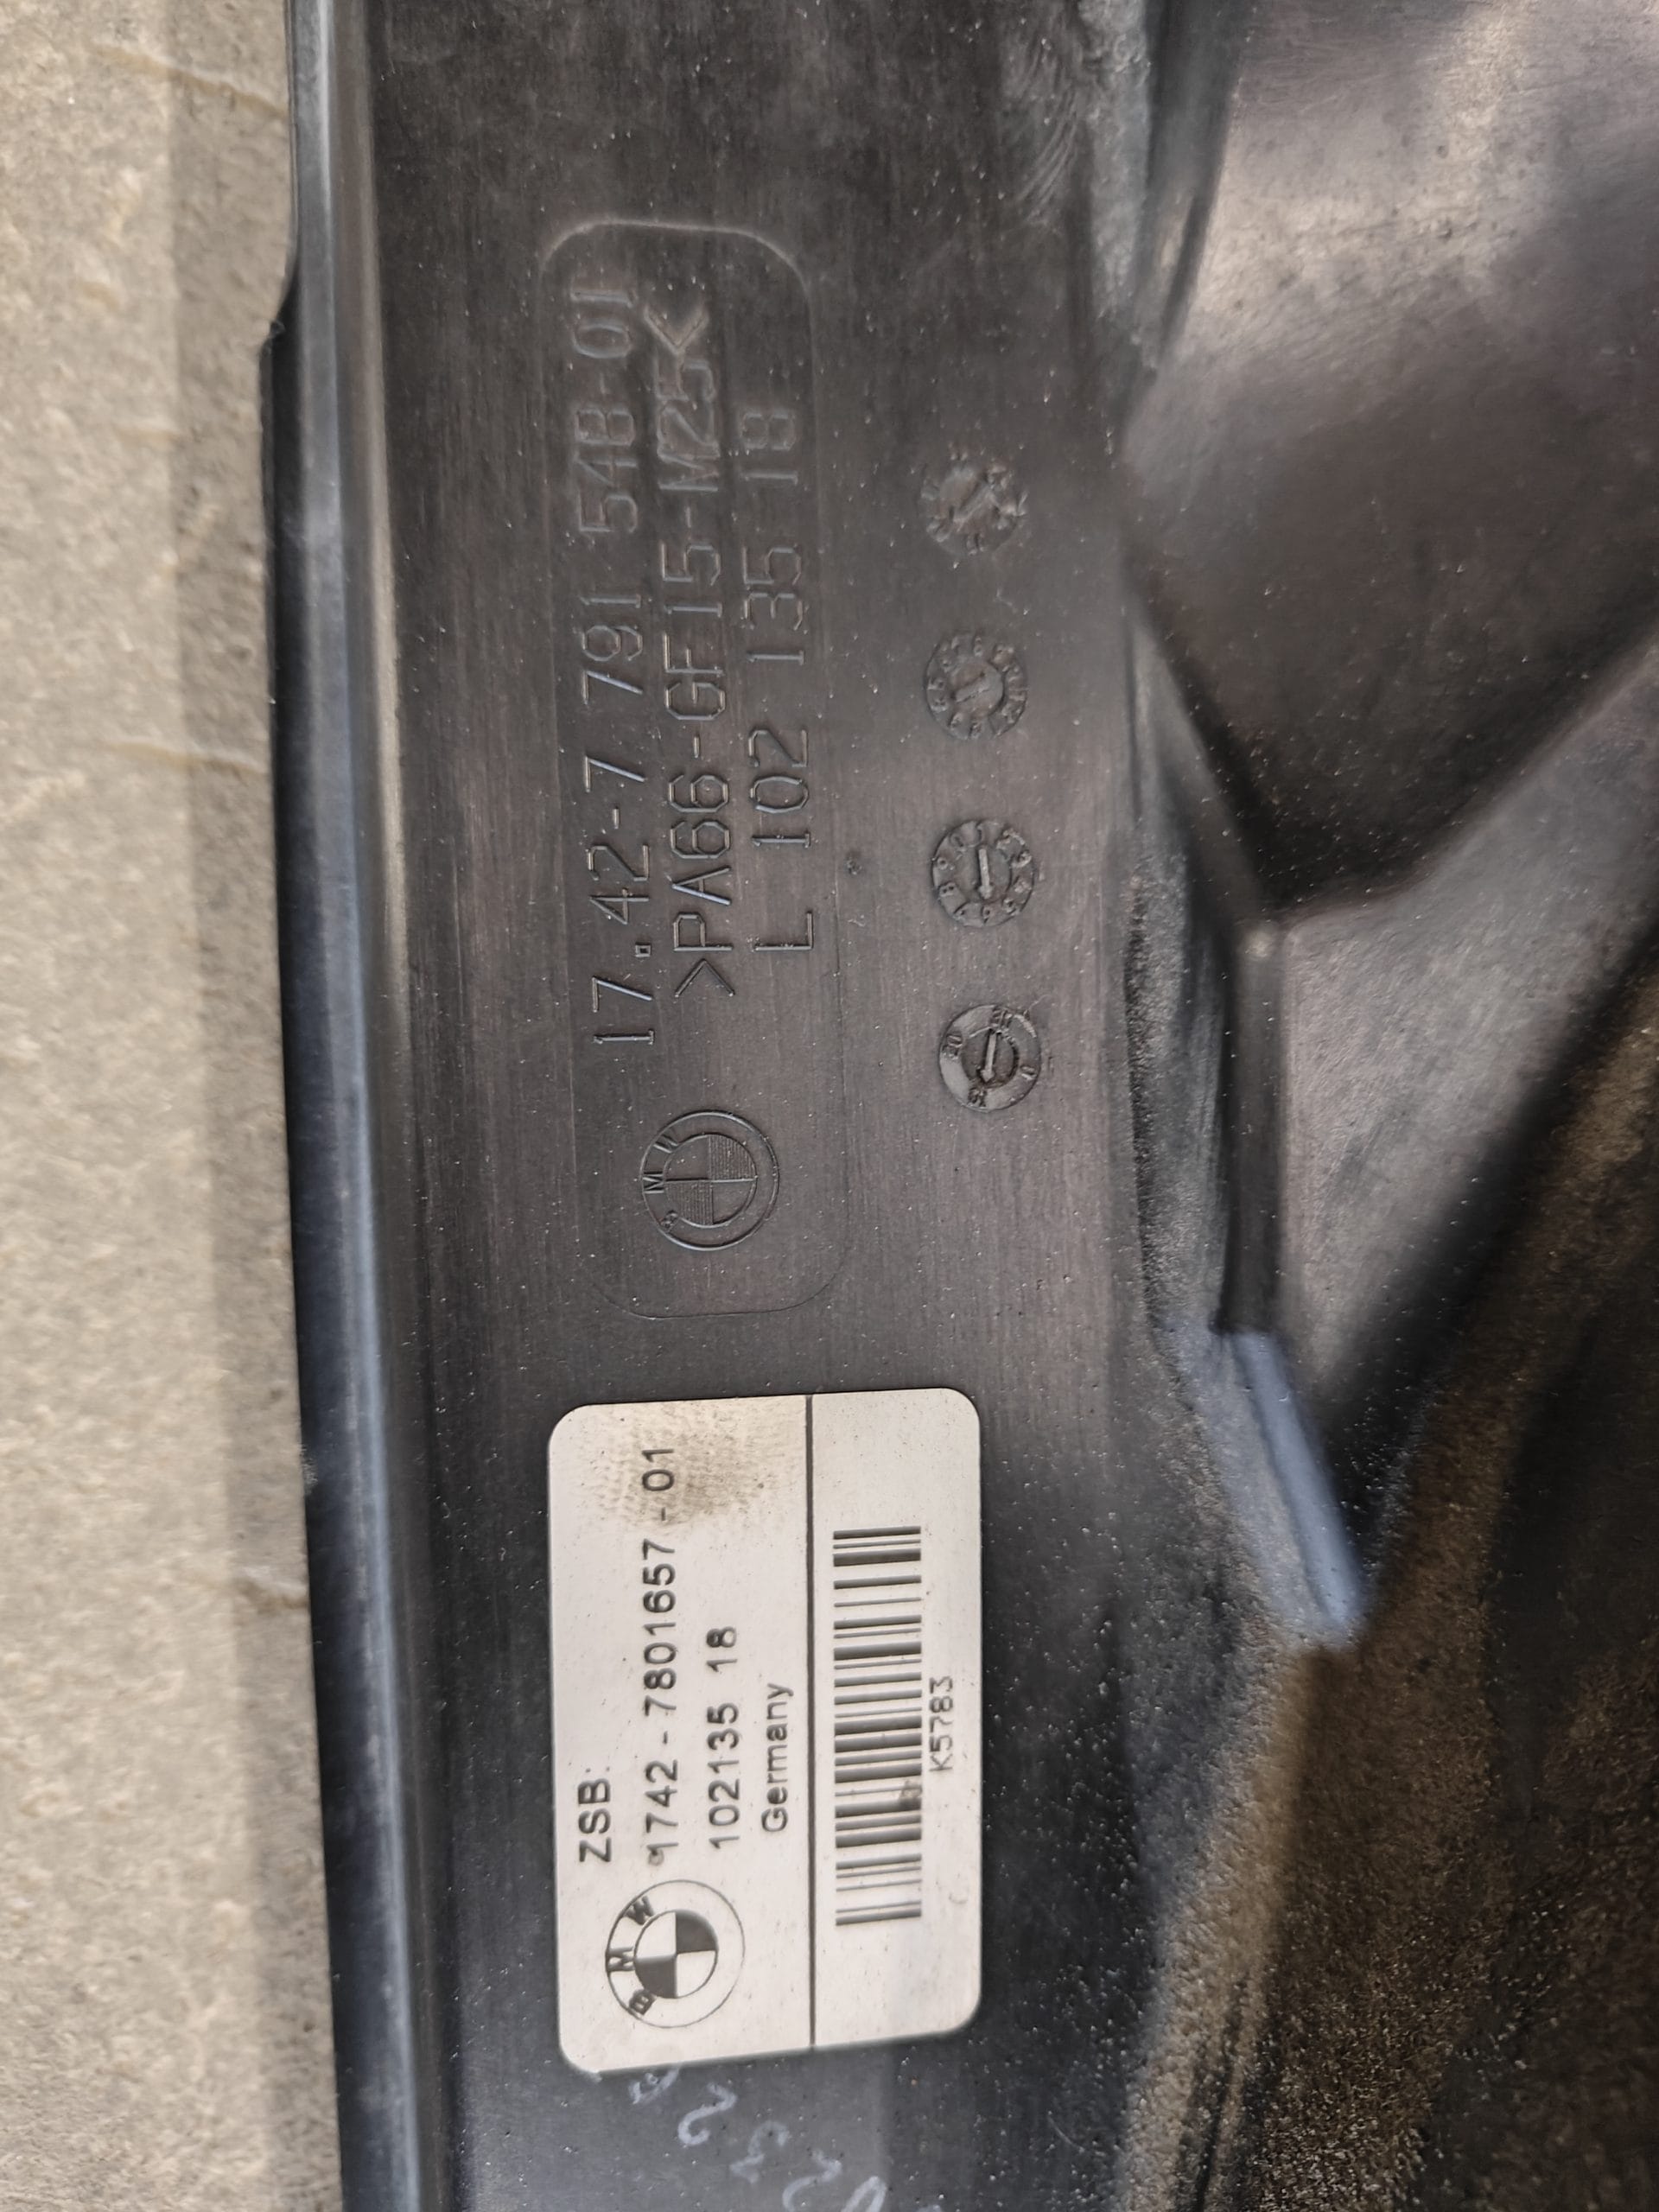 17.42-7 791 548-01
>PA66-GF15-M25<
L 102 135 18
BMW
ZSB:
1742-7801657-01
102135 18
Germany
BMW
K5783